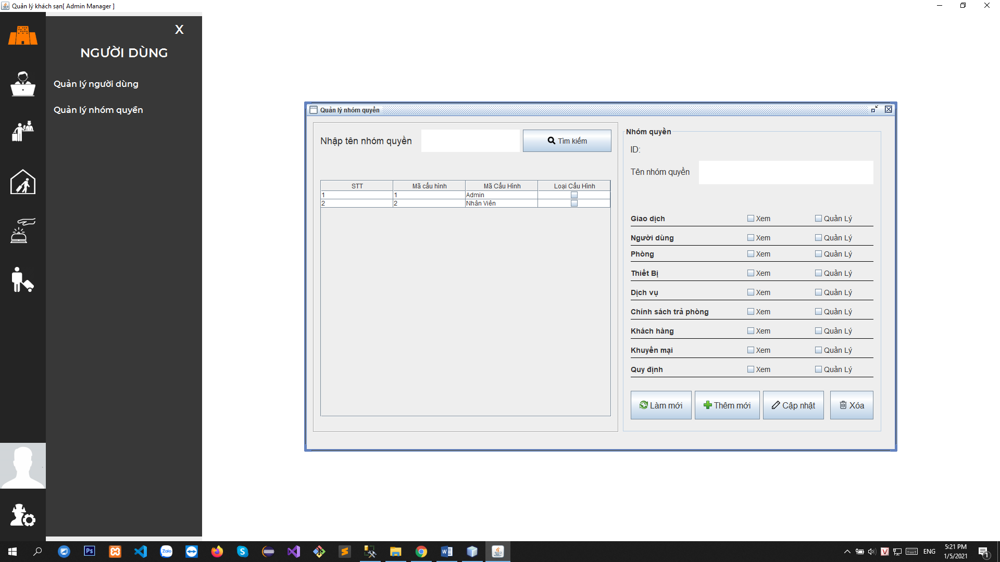 Quản lý khách sạn[ Admin Manager ]
X
NGƯỜI DÙNG
Quản lý người dùng
Quản lý nhóm quyền
Quản lý nhóm quyền
Nhập tên nhóm quyền
Tìm kiếm
STT Mã cấu hình Mã Cấu Hình Loại Cấu Hình
1 1 Admin
2 2 Nhân Viên
Nhóm quyền
ID:
Tên nhóm quyền
Giao dịch Xem Quản Lý
Người dùng Xem Quản Lý
Phòng Xem Quản Lý
Thiết Bị Xem Quản Lý
Dịch vụ Xem Quản Lý
Chính sách trả phòng Xem Quản Lý
Khách hàng Xem Quản Lý
Khuyến mại Xem Quản Lý
Quy định Xem Quản Lý
Làm mới Thêm mới Cập nhật Xóa
Ps
Zalo
ENG
5:21 PM
1/5/2021
1